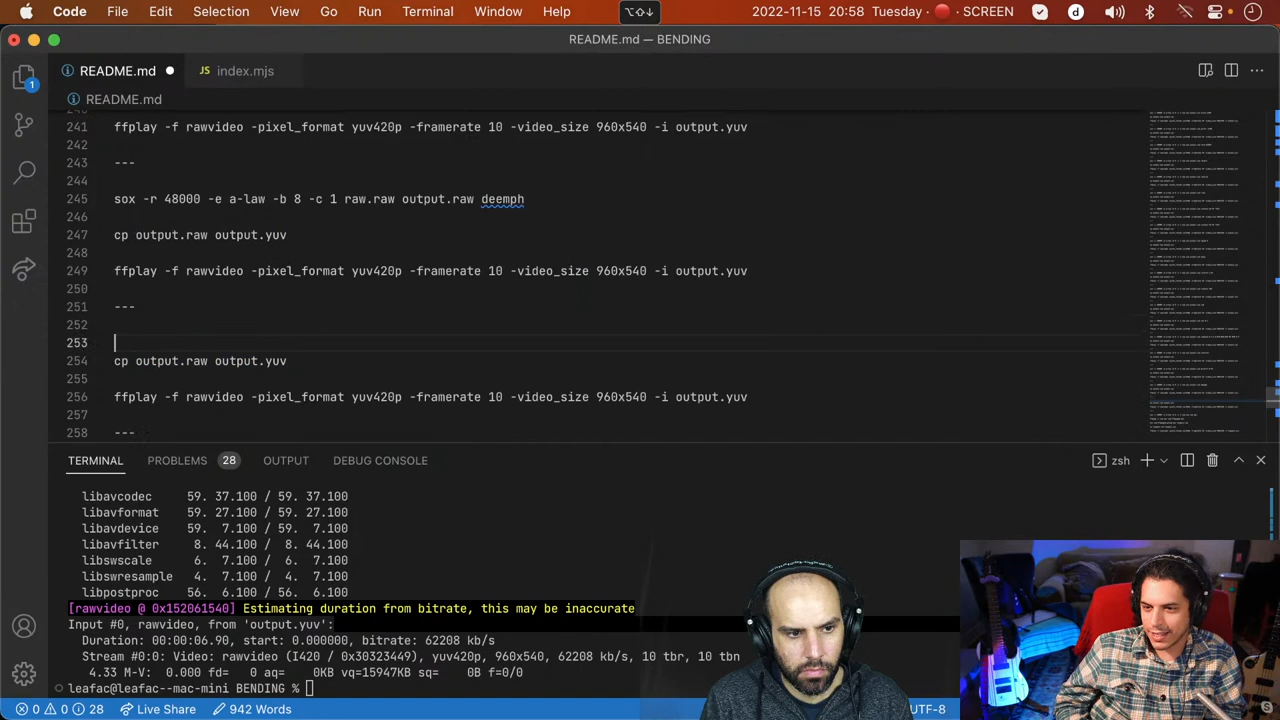 Code File Edit Selection View Go Run Terminal Window Help 2022-11-15 20:58 Tuesday SCREEN
README.md — BENDING
README.md JS index.mjs
README.md
241 ffplay -f rawvideo -pixel_format yuv420p -framerate 10 -video_size 960x540 -i output.yuv
242
243 ---
244
245 sox -r 48000 -e a-law -b 8 -c 1 raw.raw output.raw
246
247 cp output.raw output.yuv
248
249 ffplay -f rawvideo -pixel_format yuv420p -framerate 10 -video_size 960x540 -i output.yuv
250
251 ---
252
253
254 cp output.raw output.yuv
255
256 ffplay -f rawvideo -pixel_format yuv420p -framerate 10 -video_size 960x540 -i output.yuv
257
258 ---
TERMINAL PROBLEMS 28 OUTPUT DEBUG CONSOLE zsh
libavcodec 59. 37.100 / 59. 37.100
libavformat 59. 27.100 / 59. 27.100
libavdevice 59. 7.100 / 59. 7.100
libavfilter 8. 44.100 / 8. 44.100
libswscale 6. 7.100 / 6. 7.100
libswresample 4. 7.100 / 4. 7.100
libpostproc 56. 6.100 / 56. 6.100
[rawvideo @ 0x152061540] Estimating duration from bitrate, this may be inaccurate
Input #0, rawvideo, from 'output.yuv':
Duration: 00:00:06.90, start: 0.000000, bitrate: 62208 kb/s
Stream #0:0: Video: rawvideo (I420 / 0x30323449), yuv420p, 960x540, 62208 kb/s, 10 tbr, 10 tbn
4.33 M-V: 0.000 fd= 0 aq= 0KB vq=15947KB sq= 0B f=0/0
leafac@leafac--mac-mini BENDING %
0 0 28 Live Share 942 Words UTF-8